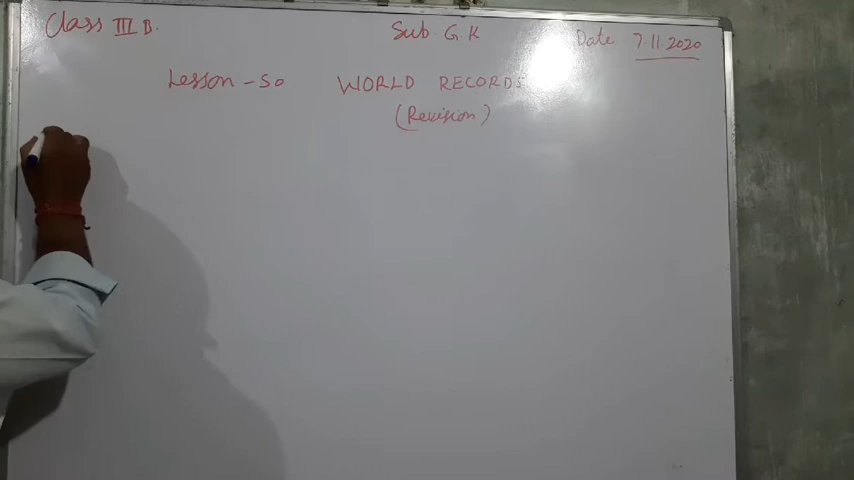 Class III B. Sub. G.K Date 7.11.2020
Lesson - 50 WORLD RECORDS
(Revision)